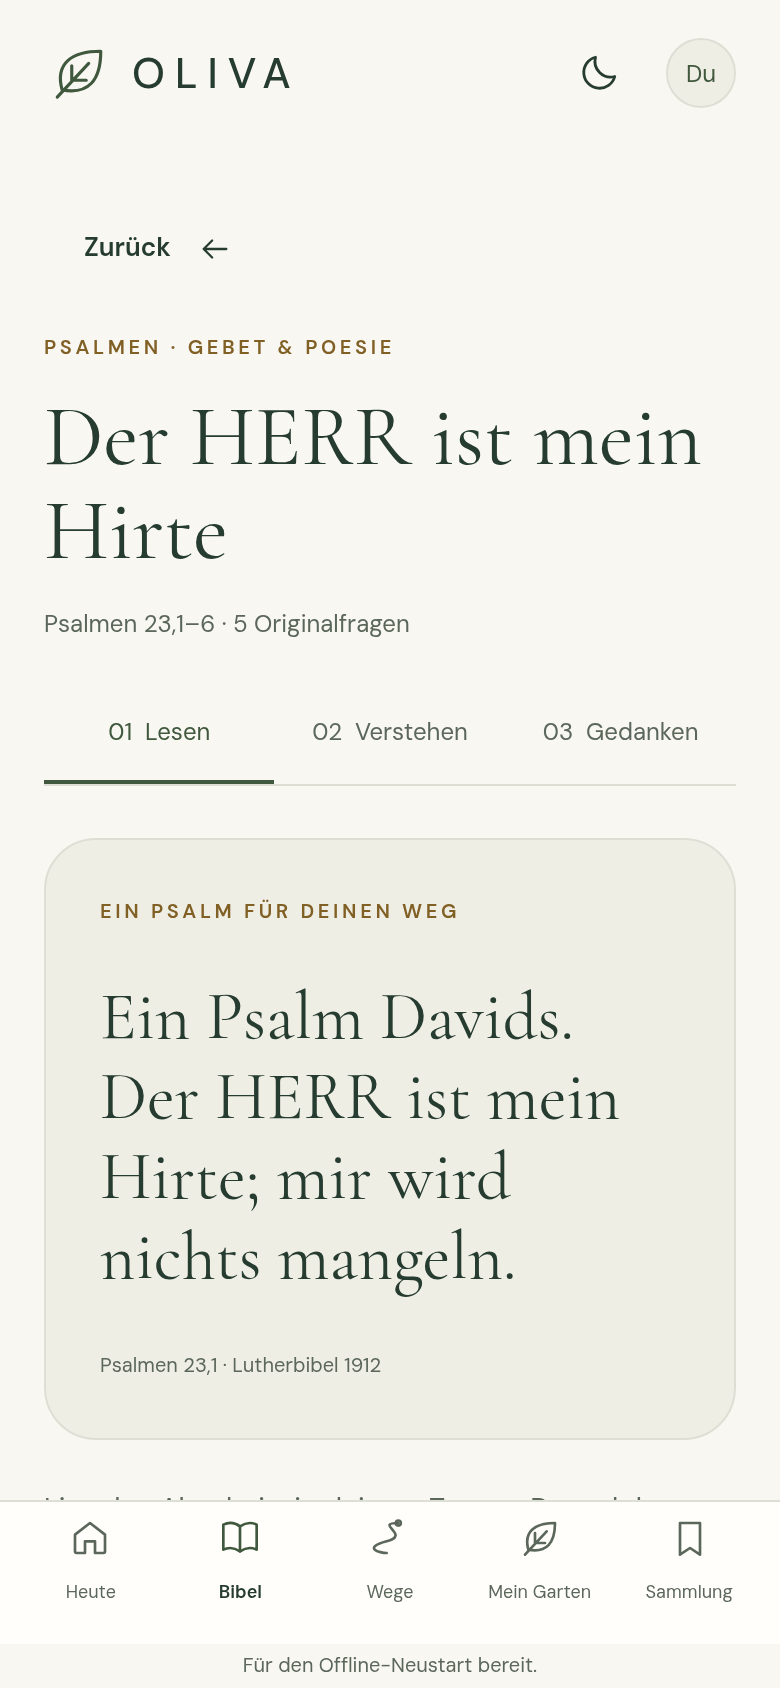 OLIVA
Du
Zurück ←
PSALMEN · GEBET & POESIE
Der HERR ist mein
Hirte
Psalmen 23,1–6 · 5 Originalfragen
01 Lesen 02 Verstehen 03 Gedanken
EIN PSALM FÜR DEINEN WEG
Ein Psalm Davids.
Der HERR ist mein
Hirte; mir wird
nichts mangeln.
Psalmen 23,1 · Lutherbibel 1912
Heute Bibel Wege Mein Garten Sammlung
Für den Offline-Neustart bereit.